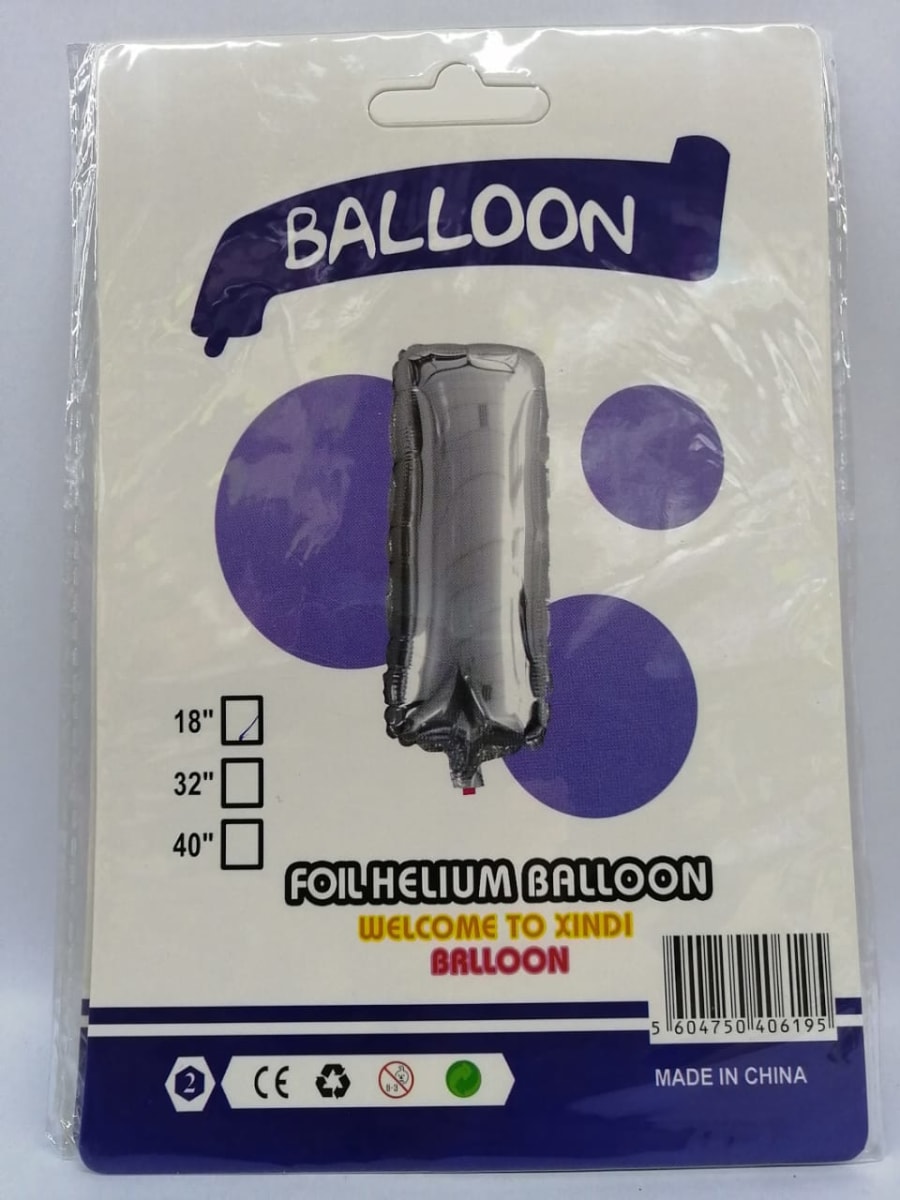 BALLOON
18"
32"
40"
FOIL HELIUM BALLOON
WELCOME TO XINDI
BALLOON
5 604750 406195
2
CE
MADE IN CHINA